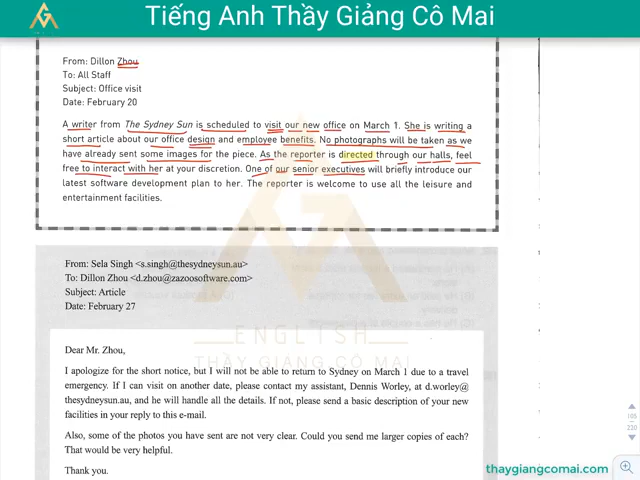 Tiếng Anh Thầy Giảng Cô Mai
From: Dillon Zhou
To: All Staff
Subject: Office visit
Date: February 20
A writer from The Sydney Sun is scheduled to visit our new office on March 1. She is writing a
short article about our office design and employee benefits. No photographs will be taken as we
have already sent some images for the piece. As the reporter is directed through our halls, feel
free to interact with her at your discretion. One of our senior executives will briefly introduce our
latest software development plan to her. The reporter is welcome to use all the leisure and
entertainment facilities.
From: Sela Singh <s.singh@thesydneysun.au>
To: Dillon Zhou <d.zhou@zazoosoftware.com>
Subject: Article
Date: February 27
ENGLISH
THẦY GIẢNG CÔ MAI
Dear Mr. Zhou,
I apologize for the short notice, but I will not be able to return to Sydney on March 1 due to a travel
emergency. If I can visit on another date, please contact my assistant, Dennis Worley, at d.worley@
thesydneysun.au, and he will handle all the details. If not, please send a basic description of your new
facilities in your reply to this e-mail.
Also, some of the photos you have sent are not very clear. Could you send me larger copies of each?
That would be very helpful.
Thank you.
105
220
thaygiangcomai.com